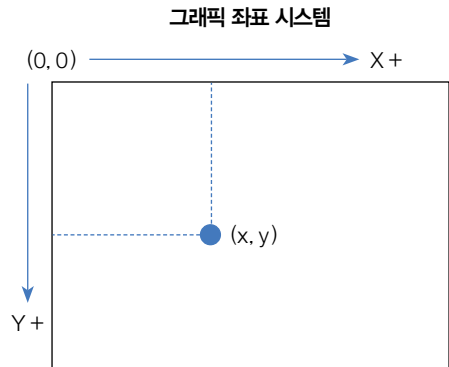 그래픽 좌표 시스템
(0, 0)
X +
(x, y)
Y +